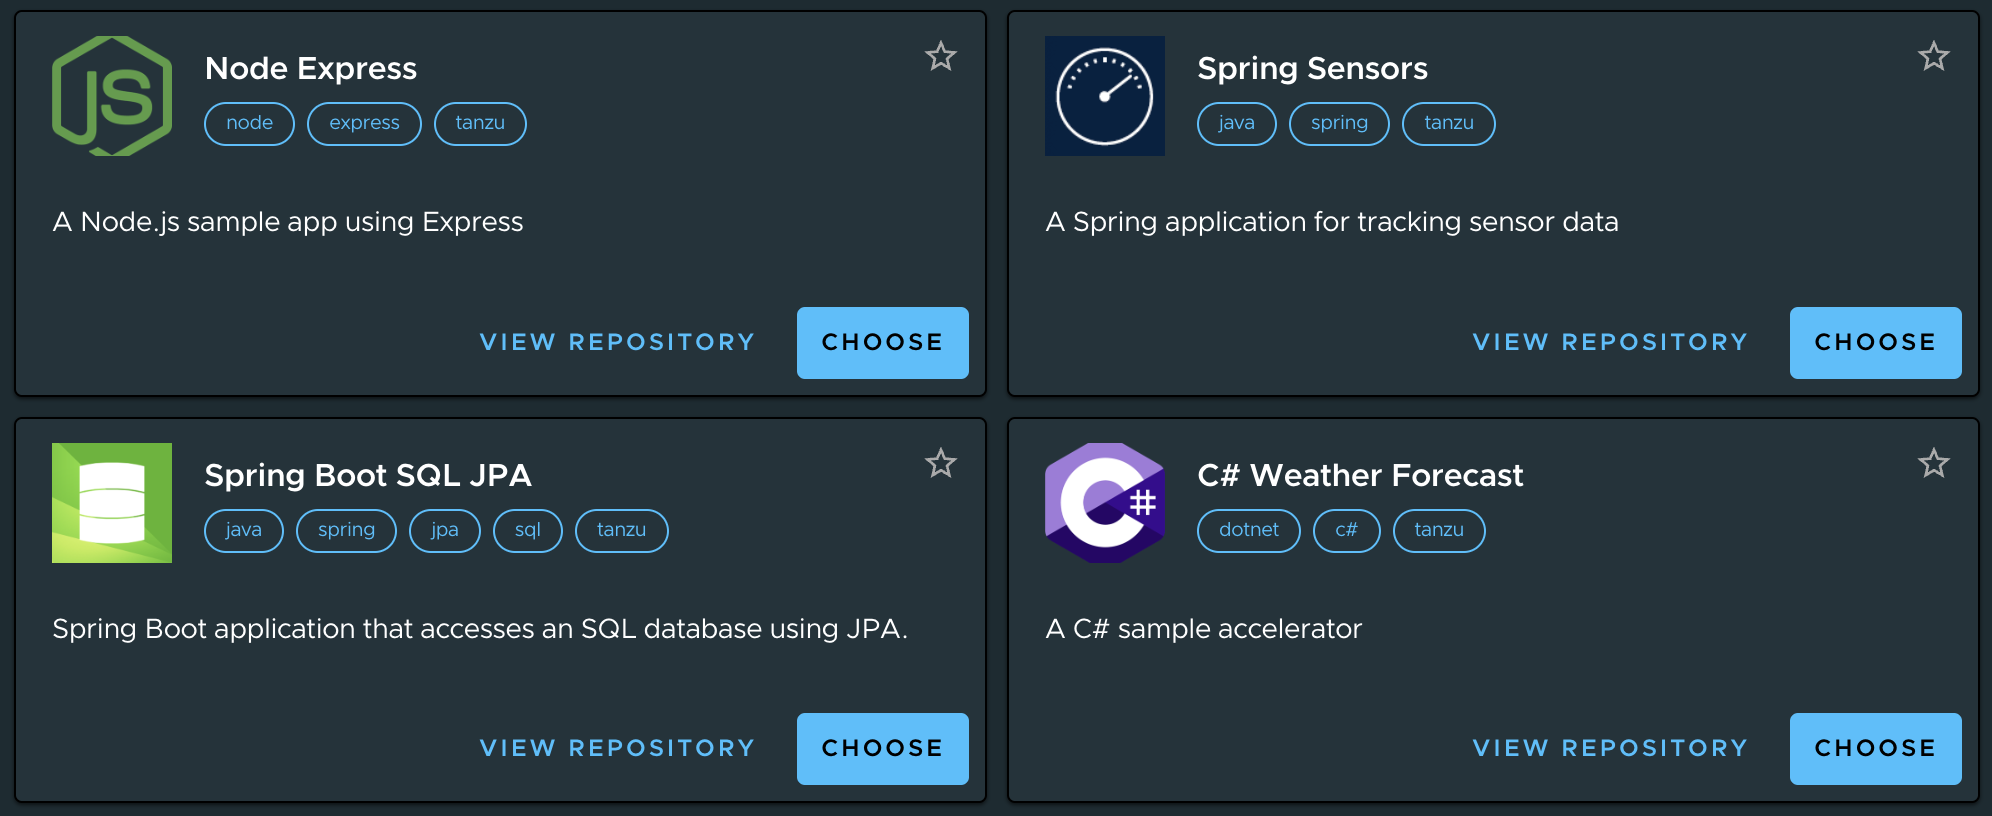 JS
Node Express
node express tanzu
A Node.js sample app using Express
VIEW REPOSITORY CHOOSE
Spring Sensors
java spring tanzu
A Spring application for tracking sensor data
VIEW REPOSITORY CHOOSE
Spring Boot SQL JPA
java spring jpa sql tanzu
Spring Boot application that accesses an SQL database using JPA.
VIEW REPOSITORY CHOOSE
C#
C# Weather Forecast
dotnet c# tanzu
A C# sample accelerator
VIEW REPOSITORY CHOOSE